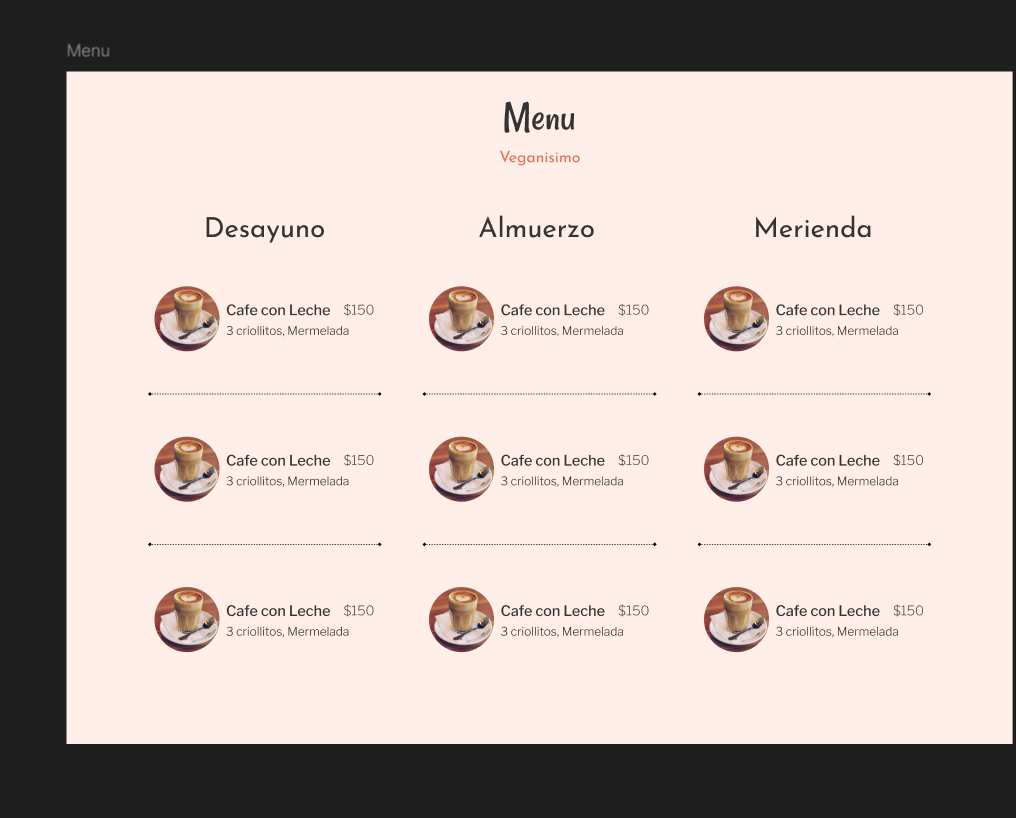 Menu
Menu
Veganisimo
Desayuno
Cafe con Leche $150
3 criollitos, Mermelada
Cafe con Leche $150
3 criollitos, Mermelada
Cafe con Leche $150
3 criollitos, Mermelada
Almuerzo
Cafe con Leche $150
3 criollitos, Mermelada
Cafe con Leche $150
3 criollitos, Mermelada
Cafe con Leche $150
3 criollitos, Mermelada
Merienda
Cafe con Leche $150
3 criollitos, Mermelada
Cafe con Leche $150
3 criollitos, Mermelada
Cafe con Leche $150
3 criollitos, Mermelada